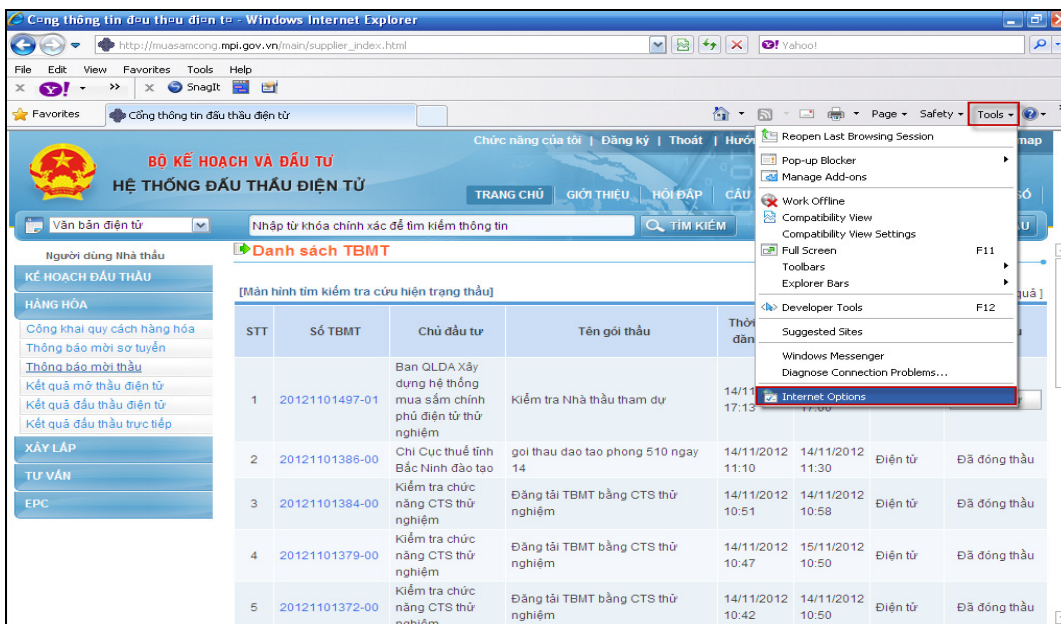 Cổng thông tin đấu thầu điện tử - Windows Internet Explorer
http://muasamcong.mpi.gov.vn/main/supplier_index.html
Yahoo!
File Edit View Favorites Tools Help
SnagIt
Favorites
Cổng thông tin đấu thầu điện tử
Page
Safety
Tools
Chức năng của tôi | Đăng ký | Thoát | Hướ
map
BỘ KẾ HOẠCH VÀ ĐẦU TƯ
HỆ THỐNG ĐẤU THẦU ĐIỆN TỬ
TRANG CHỦ
GIỚI THIỆU
HỎI ĐÁP
CÂU
SỐ
Văn bản điện tử
Nhập từ khóa chính xác để tìm kiếm thông tin
TÌM KIẾM
ÂU
Reopen Last Browsing Session
Pop-up Blocker
Manage Add-ons
Work Offline
Compatibility View
Compatibility View Settings
Full Screen F11
Toolbars
Explorer Bars
Developer Tools F12
Suggested Sites
Windows Messenger
Diagnose Connection Problems...
Internet Options
Người dùng Nhà thầu
KẾ HOẠCH ĐẤU THẦU
HÀNG HÓA
Công khai quy cách hàng hóa
Thông báo mời sơ tuyển
Thông báo mời thầu
Kết quả mở thầu điện tử
Kết quả đấu thầu điện tử
Kết quả đấu thầu trực tiếp
XÂY LẮP
TƯ VẤN
EPC
Danh sách TBMT
[Màn hình tìm kiếm tra cứu hiện trạng thầu]
quả ]
STT Số TBMT Chủ đầu tư Tên gói thầu Thời
đăn
1 20121101497-01 Ban QLDA Xây
dựng hệ thống
mua sắm chính
phủ điện tử thử
nghiệm
Kiểm tra Nhà thầu tham dự
14/11
17:13 17:00
2 20121101386-00 Chi Cục thuế tỉnh
Bắc Ninh đào tạo
goi thau dao tao phong 510 ngay
14
14/11/2012 14/11/2012
11:10 11:30
Điện tử Đã đóng thầu
3 20121101384-00 Kiểm tra chức
năng CTS thử
nghiệm
Đăng tải TBMT bằng CTS thử
nghiệm
14/11/2012 14/11/2012
10:51 10:58
Điện tử Đã đóng thầu
4 20121101379-00 Kiểm tra chức
năng CTS thử
nghiệm
Đăng tải TBMT bằng CTS thử
nghiệm
14/11/2012 15/11/2012
10:47 10:50
Điện tử Đã đóng thầu
5 20121101372-00 Kiểm tra chức
năng CTS thử
nghiệm
Đăng tải TBMT bằng CTS thử
nghiệm
14/11/2012 14/11/2012
10:42 10:50
Điện tử Đã đóng thầu